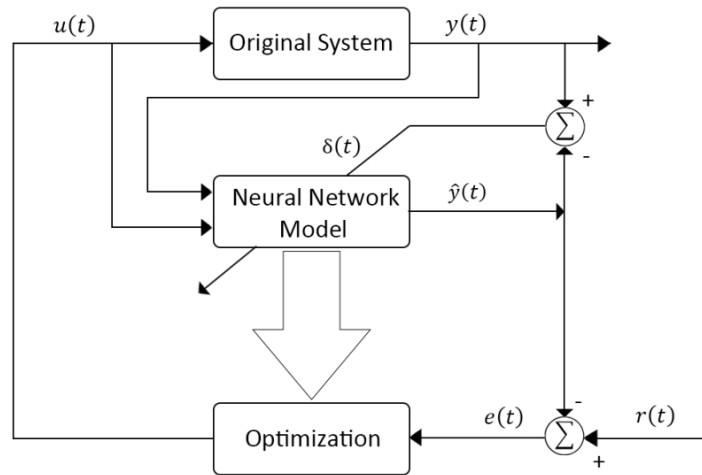 u(t)
Original System
y(t)
+
Σ
-
δ(t)
Neural Network
Model
ŷ(t)
-
Optimization
e(t)
Σ
r(t)
+